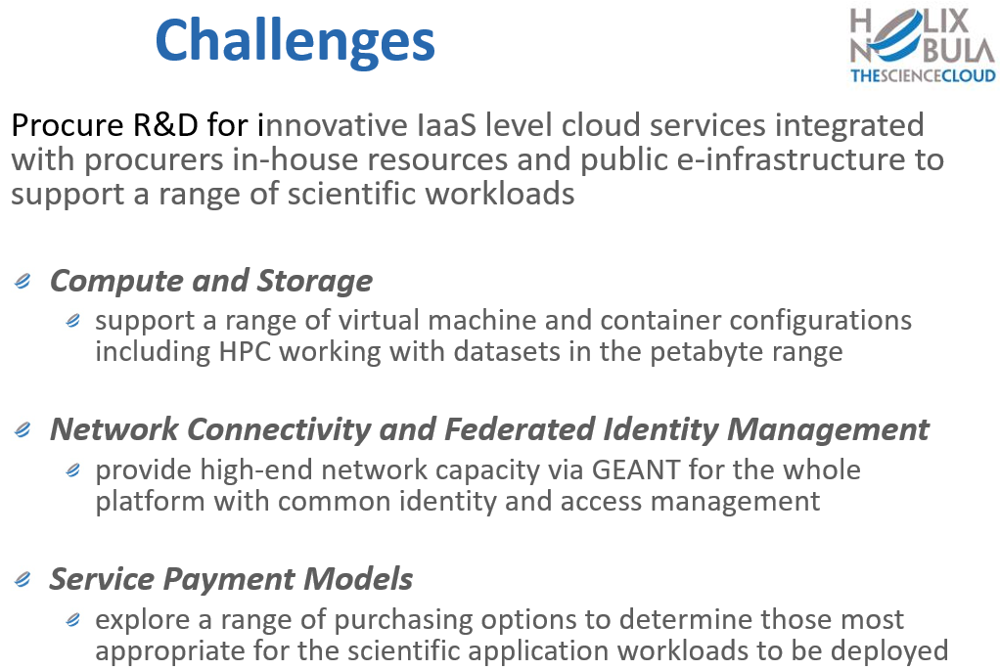 Challenges
HELIX
NEBULA
THESCIENCECLOUD
Procure R&D for innovative IaaS level cloud services integrated
with procurers in-house resources and public e-infrastructure to
support a range of scientific workloads
Compute and Storage
support a range of virtual machine and container configurations
including HPC working with datasets in the petabyte range
Network Connectivity and Federated Identity Management
provide high-end network capacity via GEANT for the whole
platform with common identity and access management
Service Payment Models
explore a range of purchasing options to determine those most
appropriate for the scientific application workloads to be deployed